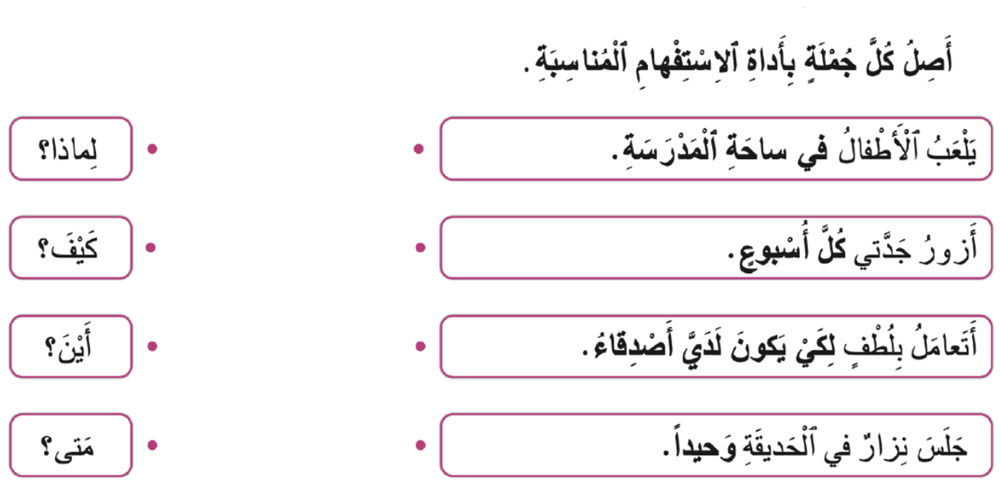 أَصِلُ كُلَّ جُمْلَةٍ بِأَداةِ ٱلِاسْتِفْهامِ ٱلْمُناسِبَةِ.
يَلْعَبُ ٱلْأَطْفالُ في ساحَةِ ٱلْمَدْرَسَةِ.
لِماذا؟
أَزورُ جَدَّتي كُلَّ أُسْبوعٍ.
كَيْفَ؟
أَتَعامَلُ بِلُطْفٍ لِكَيْ يَكونَ لَدَيَّ أَصْدِقاءُ.
أَيْنَ؟
جَلَسَ نِزارٌ في ٱلْحَديقَةِ وَحيداً.
مَتى؟